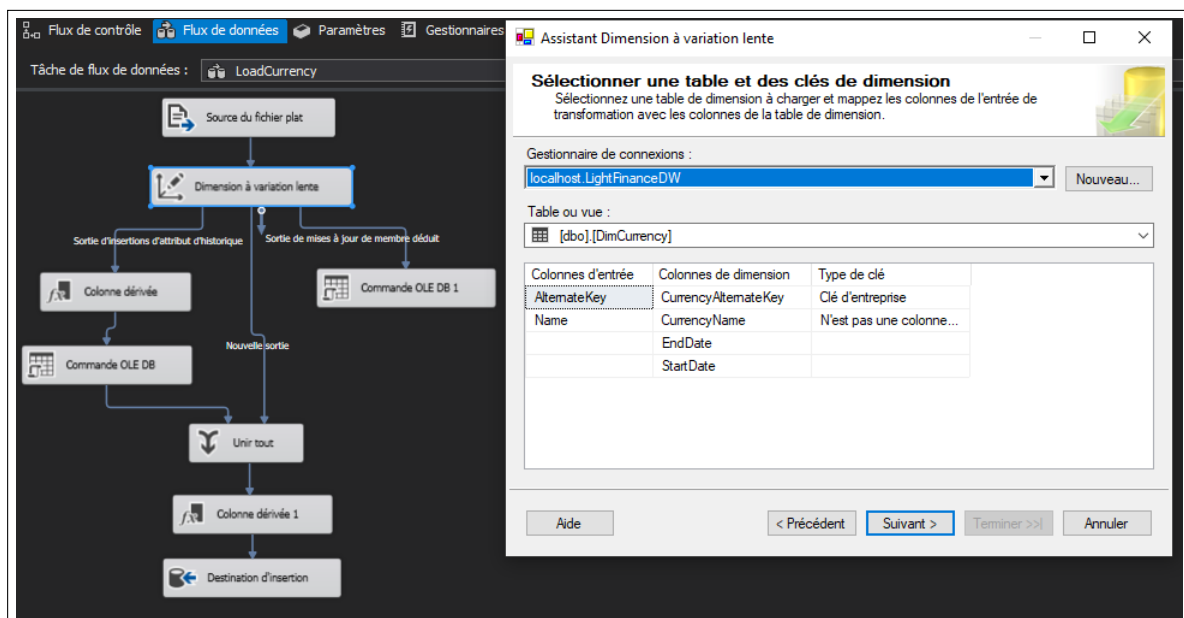 Flux de contrôle Flux de données Paramètres Gestionnaires
Tâche de flux de données : LoadCurrency
Source du fichier plat
Dimension à variation lente
Sortie d'insertions d'attribut d'historique
Sortie de mises à jour de membre déduit
Colonne dérivée
Commande OLE DB 1
Nouvelle sortie
Commande OLE DB
Unir tout
Colonne dérivée 1
Destination d'insertion
Assistant Dimension à variation lente
Sélectionner une table et des clés de dimension
Sélectionnez une table de dimension à charger et mappez les colonnes de l'entrée de
transformation avec les colonnes de la table de dimension.
Gestionnaire de connexions :
localhost.LightFinanceDW Nouveau...
Table ou vue :
[dbo].[DimCurrency]
Colonnes d'entrée Colonnes de dimension Type de clé
AlternateKey CurrencyAlternateKey Clé d'entreprise
Name CurrencyName N'est pas une colonne...
EndDate
StartDate
Aide < Précédent Suivant > Terminer >>| Annuler